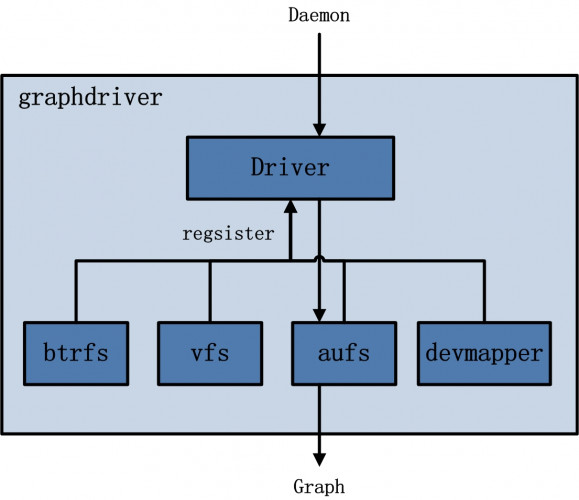 Daemon
graphdriver
Driver
regsister
btrfs
vfs
aufs
devmapper
Graph